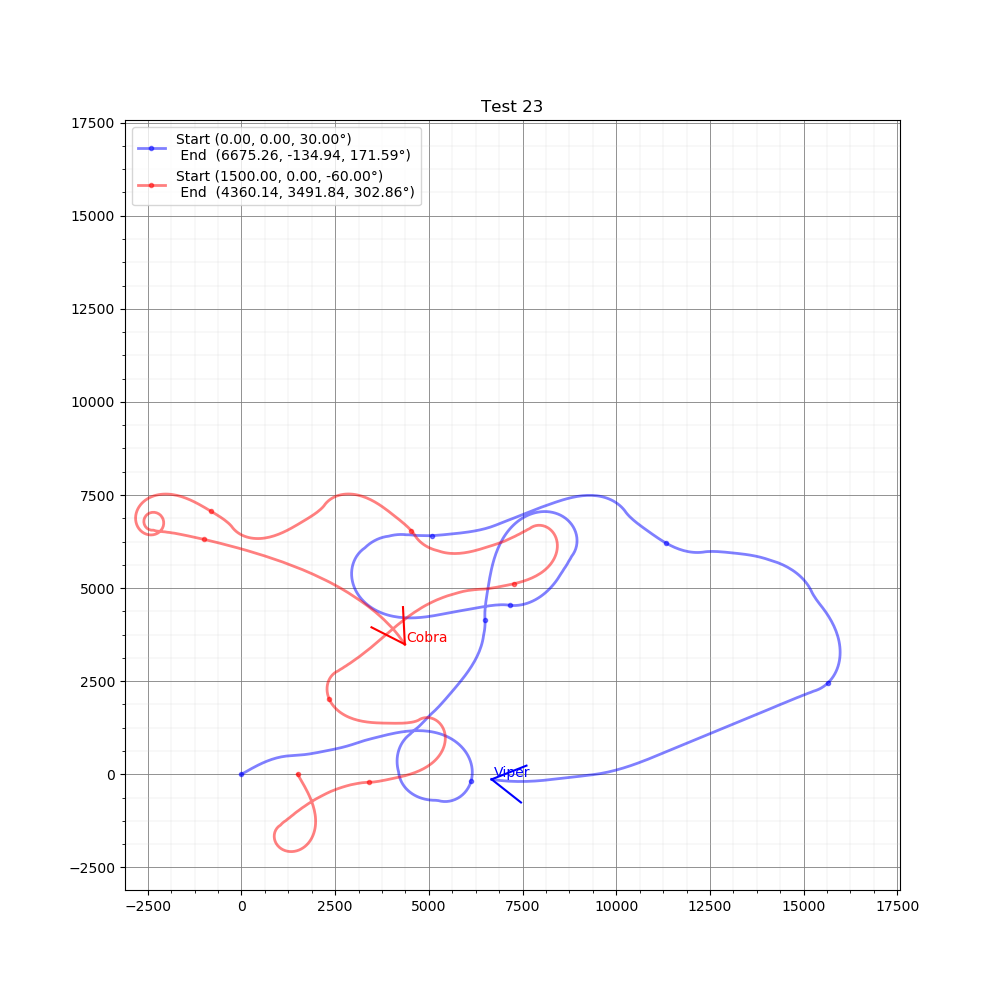 Test 23
Start (0.00, 0.00, 30.00°)
End (6675.26, -134.94, 171.59°)
Start (1500.00, 0.00, -60.00°)
End (4360.14, 3491.84, 302.86°)
17500
15000
12500
10000
7500
5000
2500
0
−2500
Cobra
Viper
−2500 0 2500 5000 7500 10000 12500 15000 17500